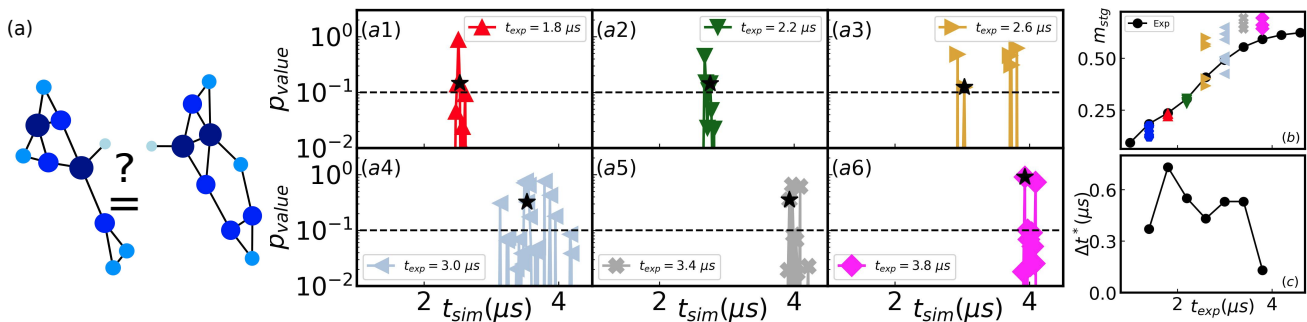 (a)
?
=
p_value
10^0
10^-1
10^-2
(a1)
t_exp = 1.8 μs
(a2)
t_exp = 2.2 μs
(a3)
t_exp = 2.6 μs
p_value
10^0
10^-1
10^-2
(a4)
t_exp = 3.0 μs
(a5)
t_exp = 3.4 μs
(a6)
t_exp = 3.8 μs
2
4
2
4
2
4
t_sim(μs)
t_sim(μs)
t_sim(μs)
m_stg
0.50
0.25
Exp
(b)
Δt*(μs)
0.6
0.3
0.0
(c)
2
4
t_exp(μs)